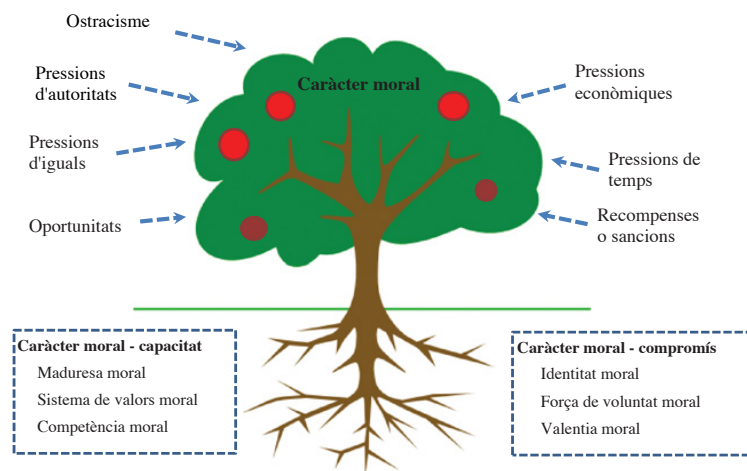 Ostracisme
Pressions
d'autoritats
Pressions
d'iguals
Oportunitats
Caràcter moral
Pressions
econòmiques
Pressions de
temps
Recompenses
o sancions
Caràcter moral - capacitat
Maduresa moral
Sistema de valors moral
Competència moral
Caràcter moral - compromís
Identitat moral
Força de voluntat moral
Valentia moral